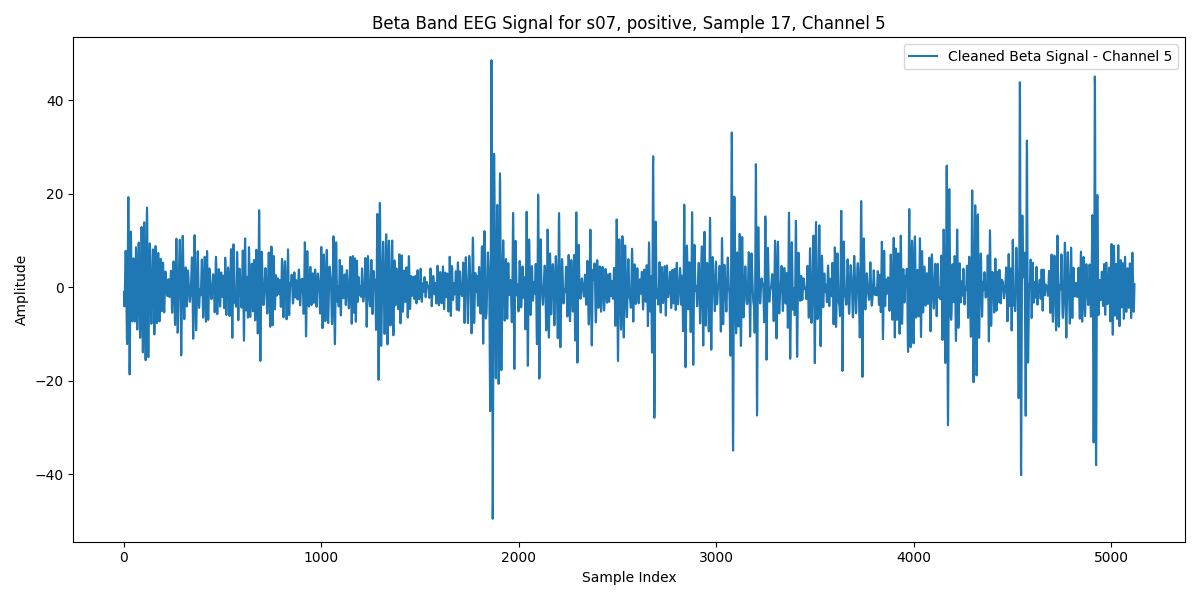 Beta Band EEG Signal for s07, positive, Sample 17, Channel 5
Cleaned Beta Signal - Channel 5
Amplitude
40
20
0
−20
−40
0 1000 2000 3000 4000 5000
Sample Index